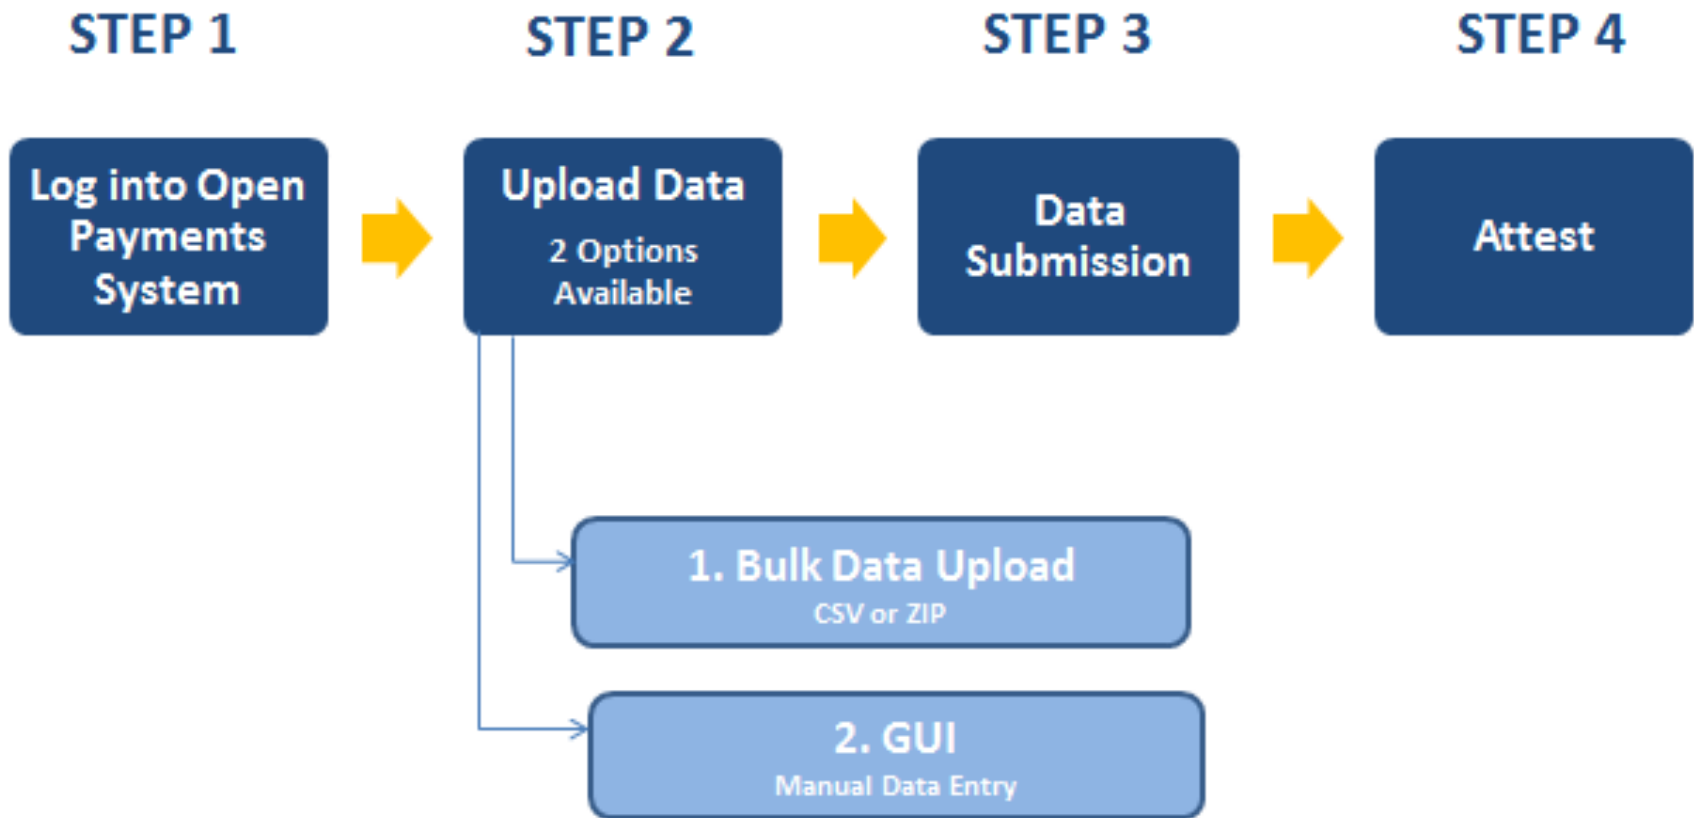 STEP 1
STEP 2
STEP 3
STEP 4
Log into Open
Payments
System
Upload Data
2 Options
Available
Data
Submission
Attest
1. Bulk Data Upload
CSV or ZIP
2. GUI
Manual Data Entry